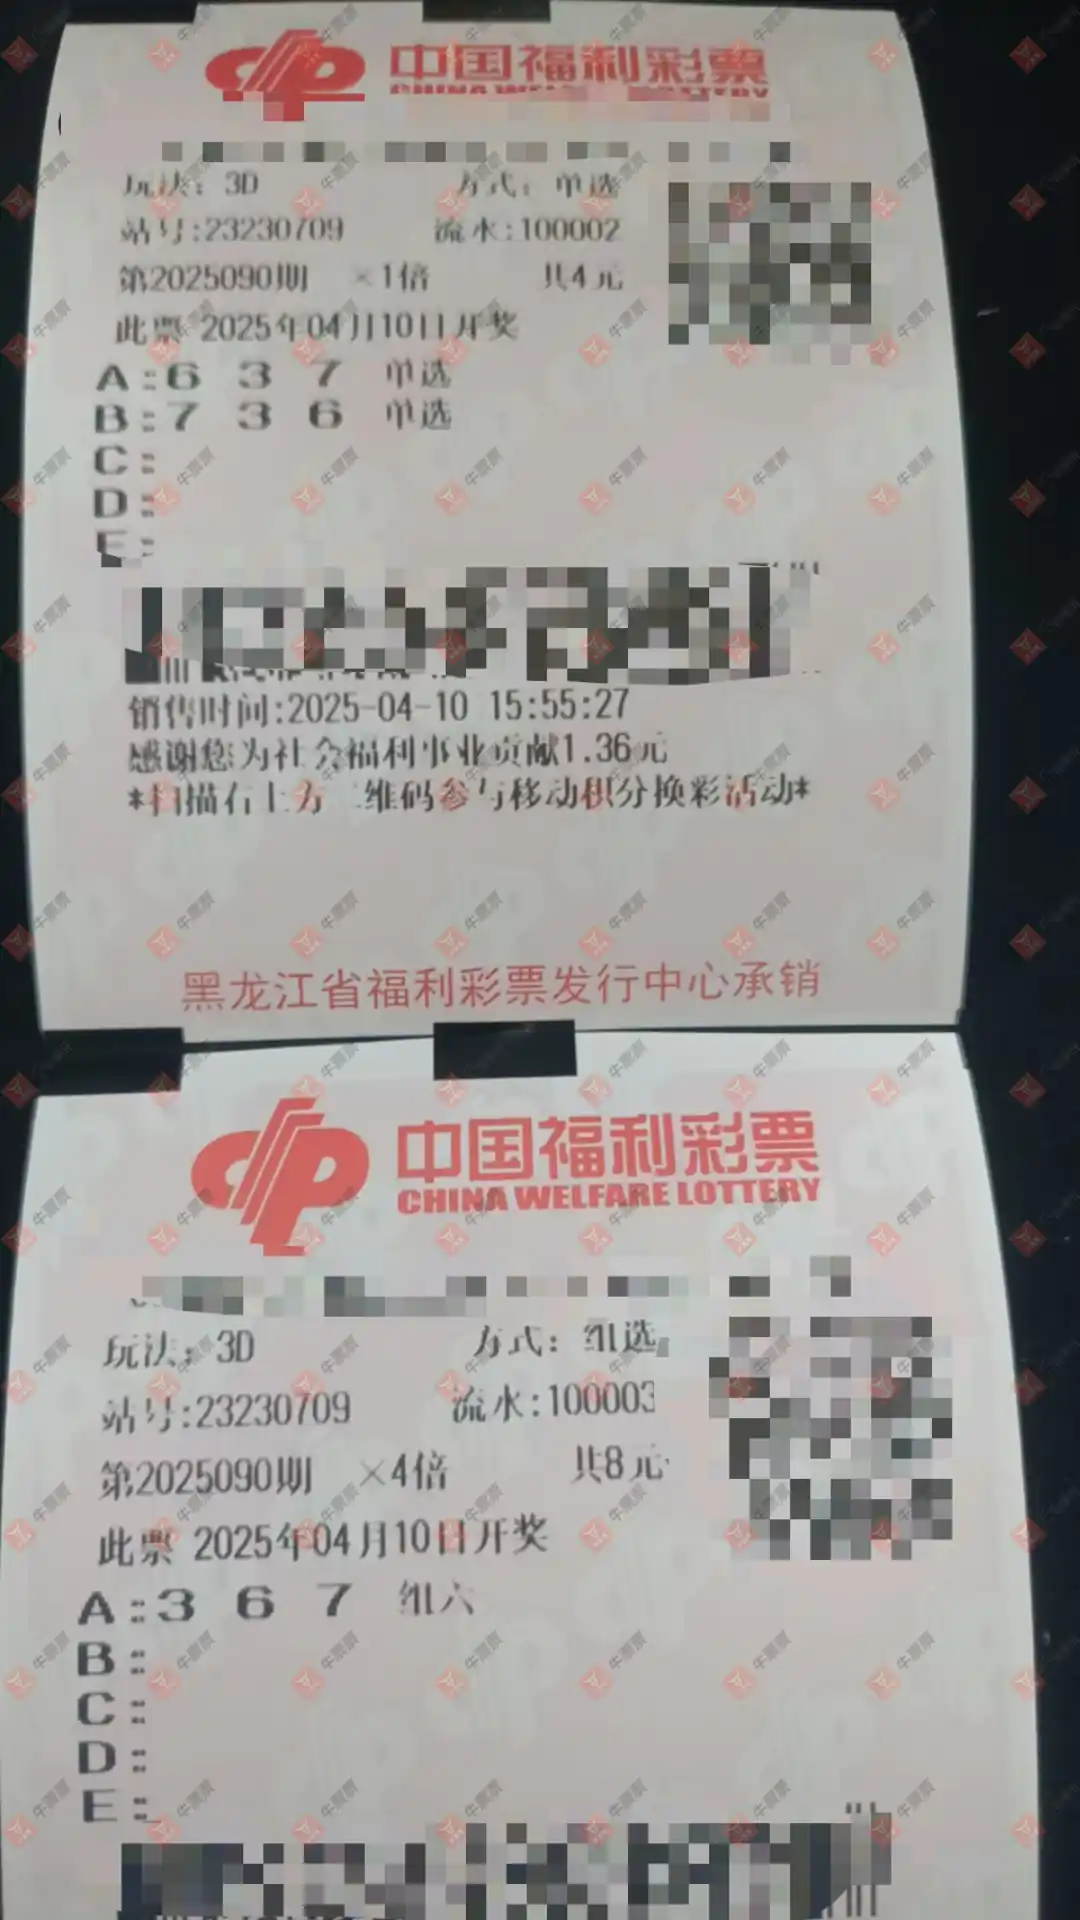 中国福利彩票
CHINA WELFARE LOTTERY
玩法：3D 方式：单选
站号:23230709 流水:100002
第2025090期 ×1倍 共4元
此票 2025年04月10日开奖
A:6 3 7 单选
B:7 3 6 单选
C:
D:
E:
销售时间:2025-04-10 15:55:27
感谢您为社会福利事业贡献1.36元
*扫描右上方二维码参与移动积分换彩活动*
黑龙江省福利彩票发行中心承销
中国福利彩票
CHINA WELFARE LOTTERY
玩法：3D 方式：组选
站号:23230709 流水:100003
第2025090期 ×4倍 共8元
此票 2025年04月10日开奖
A:3 6 7 组六
B:
C:
D:
E:
牛票票